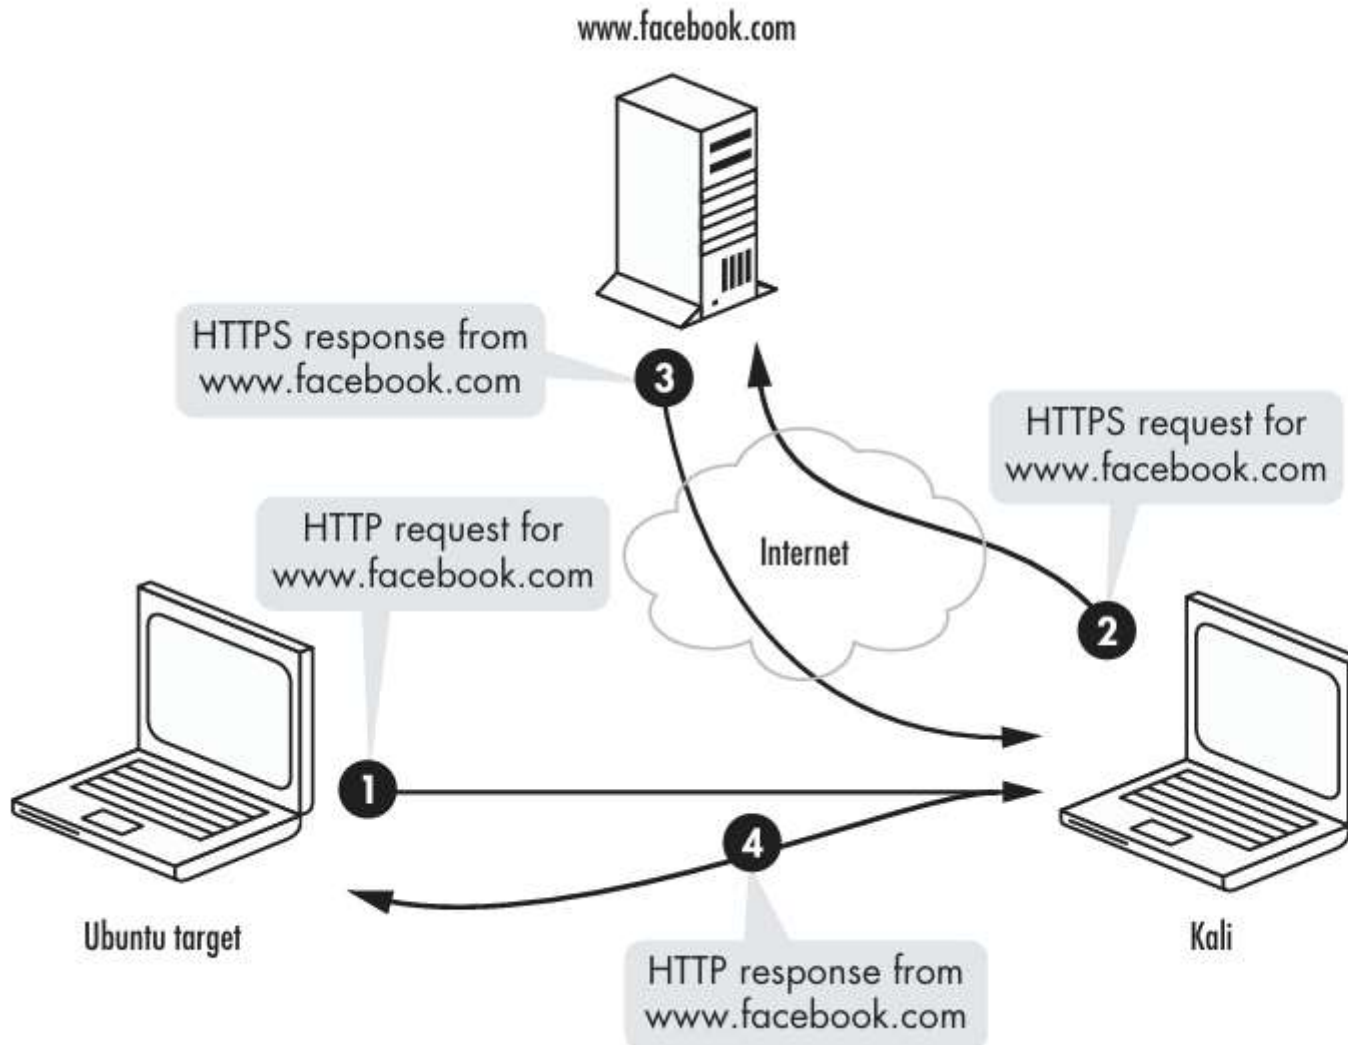 www.facebook.com
HTTPS response from
www.facebook.com
3
HTTPS request for
www.facebook.com
HTTP request for
www.facebook.com
Internet
2
1
4
Ubuntu target
Kali
HTTP response from
www.facebook.com